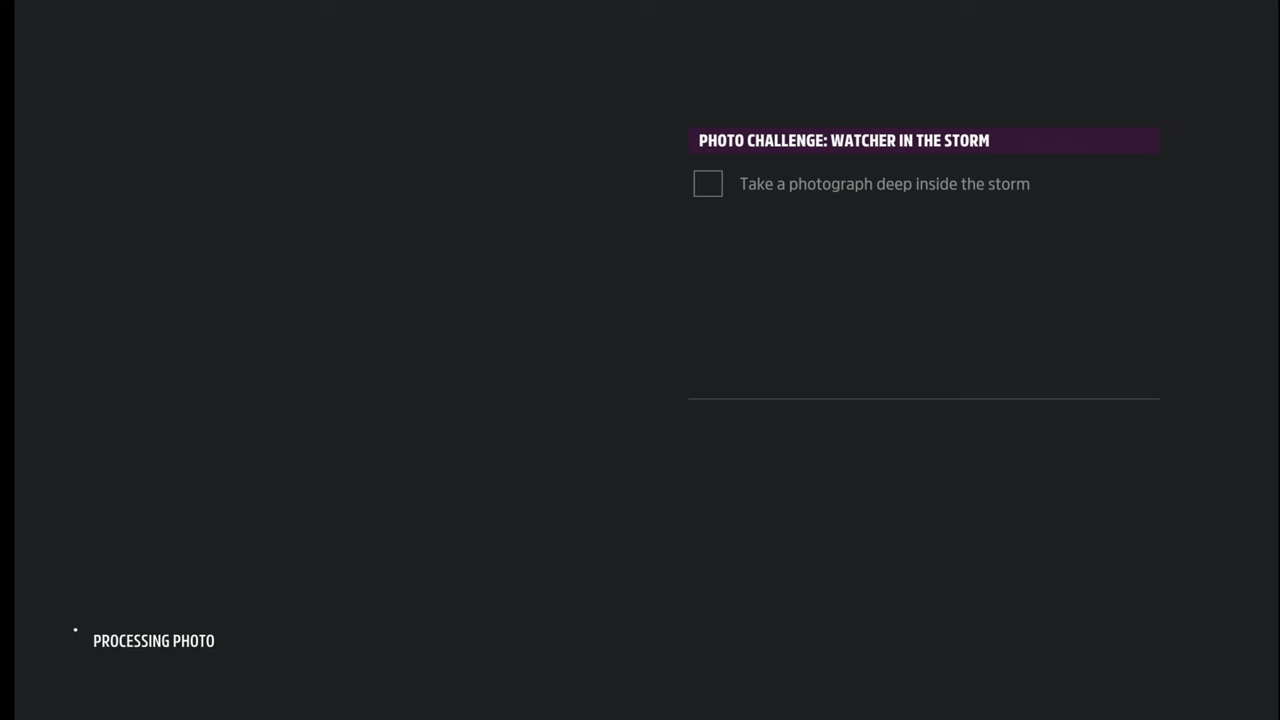 PHOTO CHALLENGE: WATCHER IN THE STORM
Take a photograph deep inside the storm
PROCESSING PHOTO